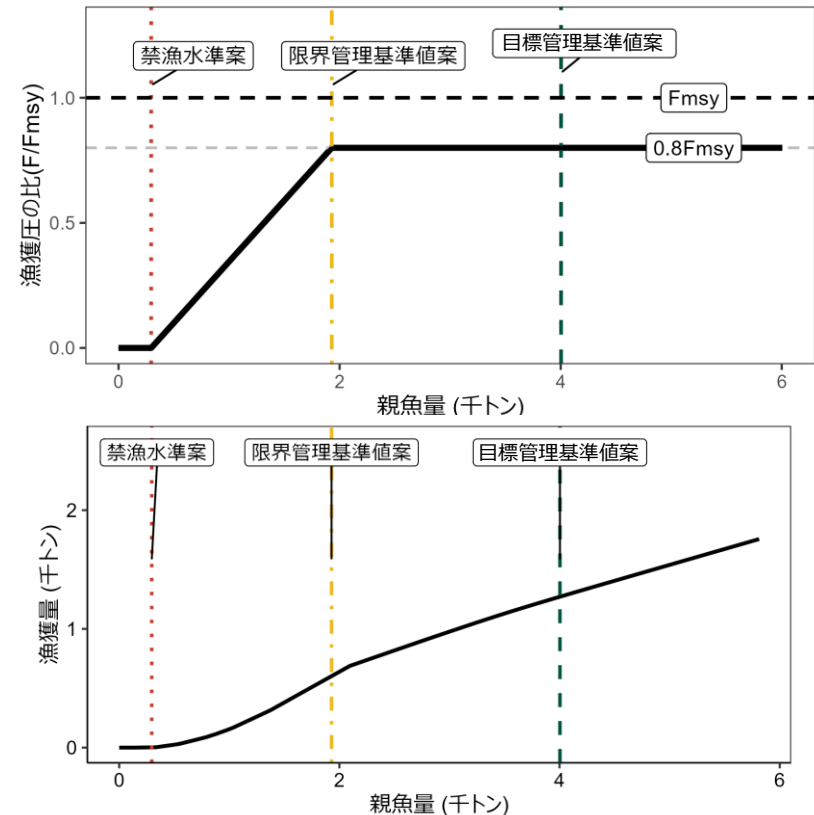 禁漁水準案
限界管理基準値案
目標管理基準値案
1.0
Fmsy
0.8Fmsy
0.5
0.0
漁獲圧の比(F/Fmsy)
0
2
4
6
親魚量 (千トン)
禁漁水準案
限界管理基準値案
目標管理基準値案
2
1
0
漁獲量 (千トン)
0
2
4
6
親魚量 (千トン)